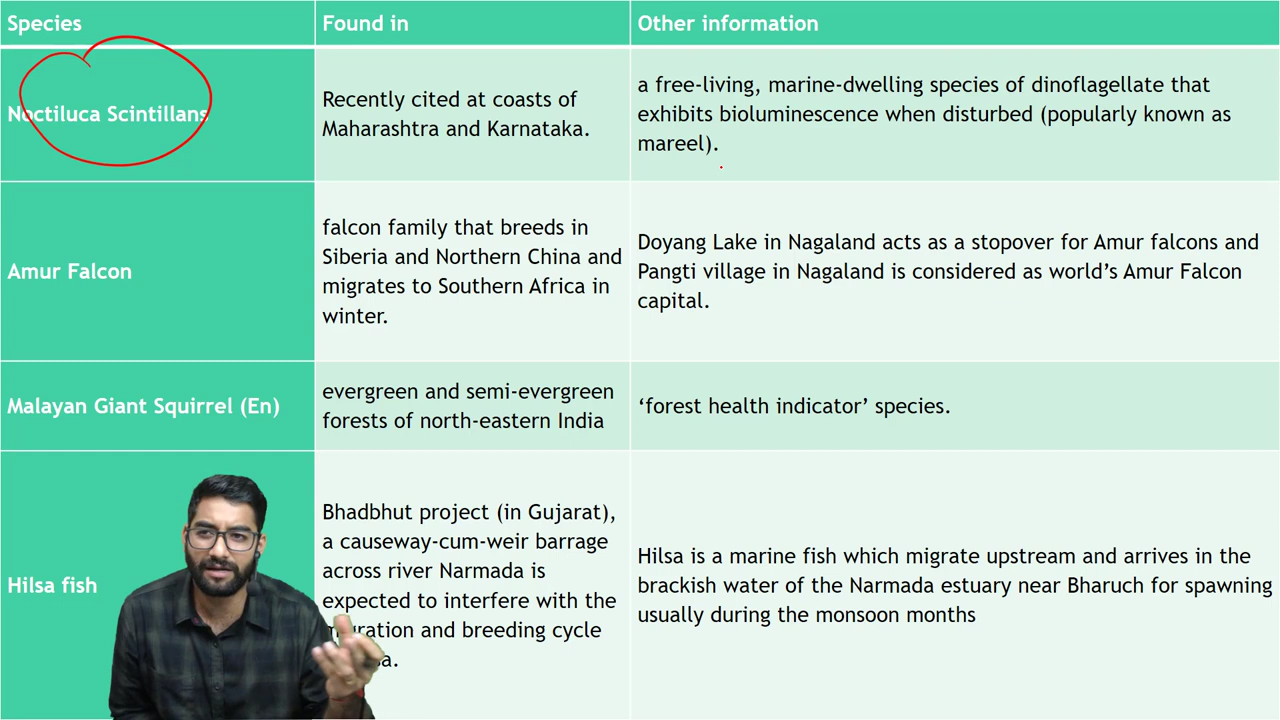 Species
Found in
Other information
Noctiluca Scintillans
Recently cited at coasts of
Maharashtra and Karnataka.
a free-living, marine-dwelling species of dinoflagellate that
exhibits bioluminescence when disturbed (popularly known as
mareel).
Amur Falcon
falcon family that breeds in
Siberia and Northern China and
migrates to Southern Africa in
winter.
Doyang Lake in Nagaland acts as a stopover for Amur falcons and
Pangti village in Nagaland is considered as world’s Amur Falcon
capital.
Malayan Giant Squirrel (En)
evergreen and semi-evergreen
forests of north-eastern India
‘forest health indicator’ species.
Hilsa fish
Bhadbhut project (in Gujarat),
a causeway-cum-weir barrage
across river Narmada is
expected to interfere with the
and breeding cycle
Hilsa is a marine fish which migrate upstream and arrives in the
brackish water of the Narmada estuary near Bharuch for spawning
usually during the monsoon months